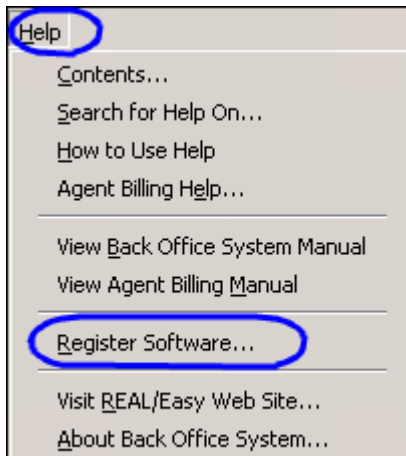 Help
Contents...
Search for Help On...
How to Use Help
Agent Billing Help...
View Back Office System Manual
View Agent Billing Manual
Register Software...
Visit REAL/Easy Web Site...
About Back Office System...